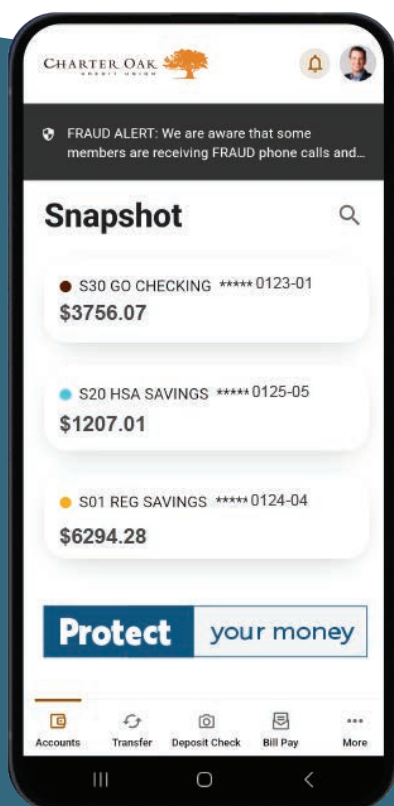 CHARTER OAK
CREDIT UNION
FRAUD ALERT: We are aware that some
members are receiving FRAUD phone calls and...
Snapshot
S30 GO CHECKING ***** 0123-01
$3756.07
S20 HSA SAVINGS ***** 0125-05
$1207.01
S01 REG SAVINGS ***** 0124-04
$6294.28
Protect your money
Accounts Transfer Deposit Check Bill Pay More